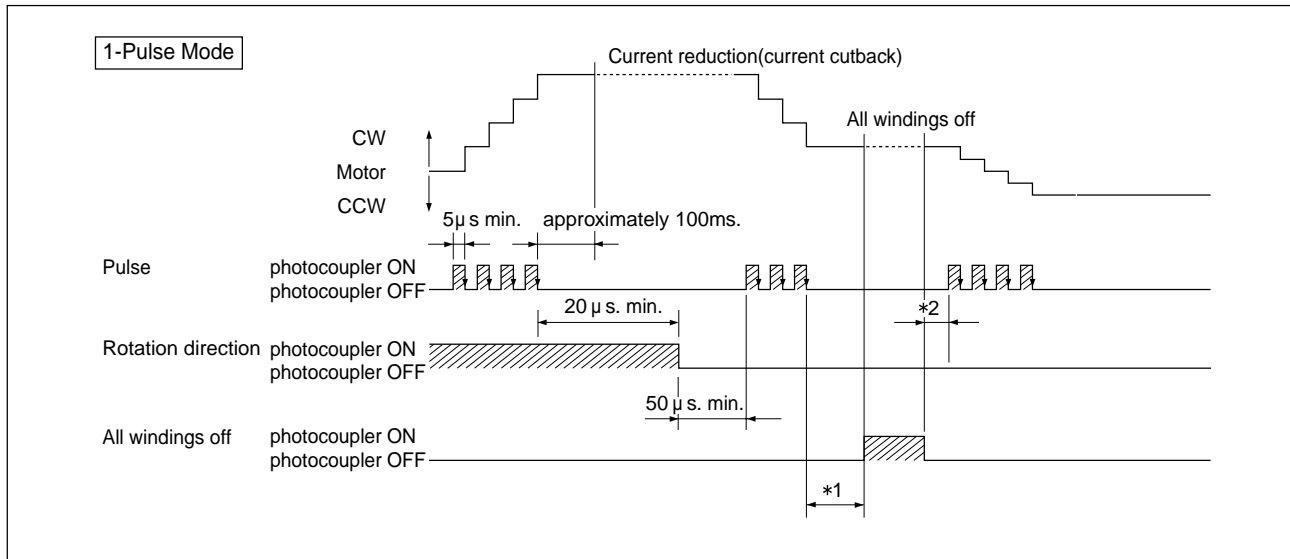 1-Pulse Mode
Current reduction(current cutback)
All windings off
CW
Motor
CCW
5μs min.
approximately 100ms.
Pulse
photocoupler ON
photocoupler OFF
20μs. min.
*2
Rotation direction
photocoupler ON
photocoupler OFF
50μs. min.
All windings off
photocoupler ON
photocoupler OFF
*1